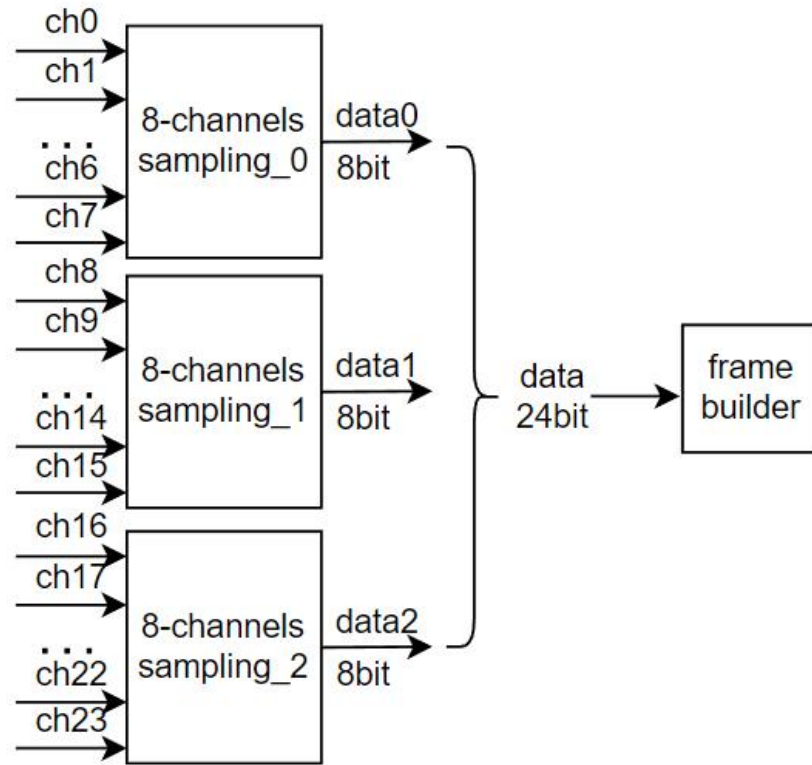 ch0
ch1
...
ch6
ch7
8-channels
sampling_0
data0
8bit
ch8
ch9
...
ch14
ch15
8-channels
sampling_1
data1
8bit
ch16
ch17
...
ch22
ch23
8-channels
sampling_2
data2
8bit
data
24bit
frame
builder